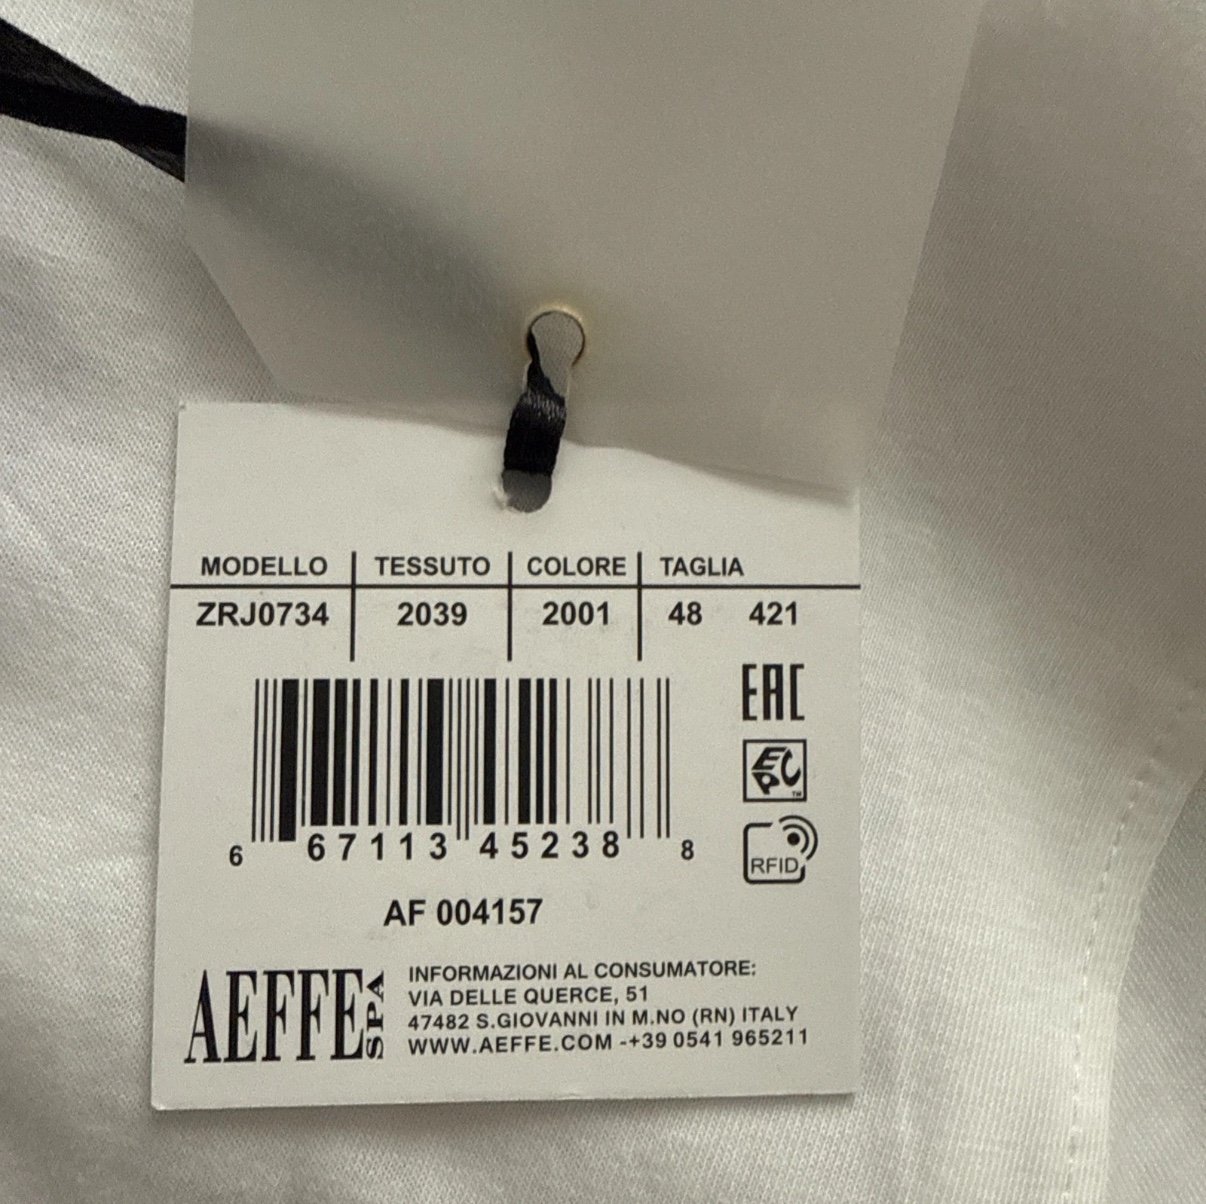 MODELLO TESSUTO COLORE TAGLIA
ZRJ0734 2039 2001 48 421
EAC
EPC™
RFID
6 67113 45238 8
AF 004157
AEFFE SPA
INFORMAZIONI AL CONSUMATORE:
VIA DELLE QUERCE, 51
47482 S.GIOVANNI IN M.NO (RN) ITALY
WWW.AEFFE.COM -+39 0541 965211